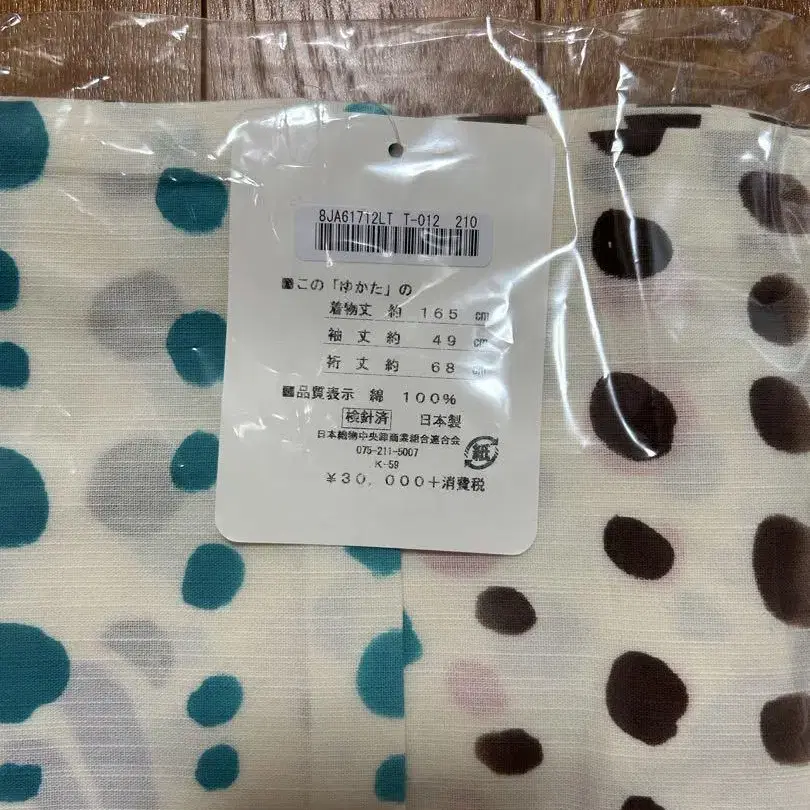 8JA61712LT T-012 210
■この「ゆかた」の
着物丈 約 165 cm
袖丈 約 49 cm
裄丈 約 68 cm
■品質表示 綿 100%
検針済 日本製
日本織物中央卸商業組合連合会
075-211-5007
K-59
紙
¥30,000+消費税